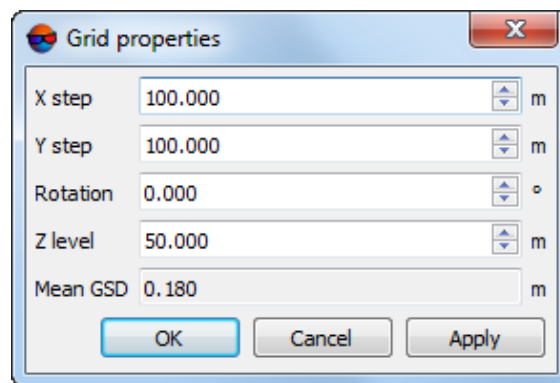 Grid properties
X step 100.000 m
Y step 100.000 m
Rotation 0.000 °
Z level 50.000 m
Mean GSD 0.180 m
OK Cancel Apply